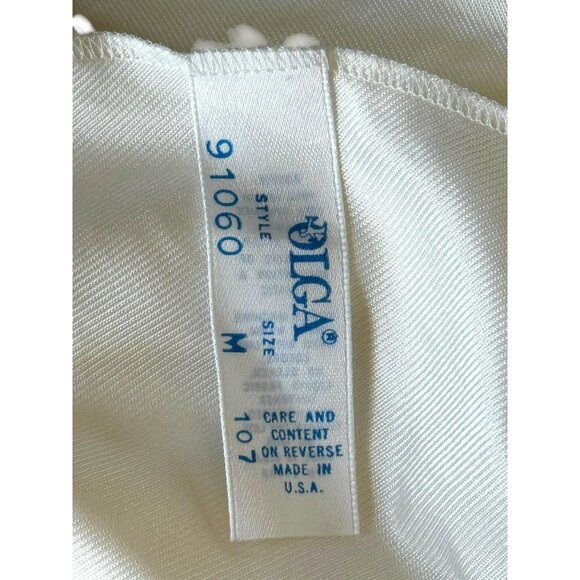 OLGA®
STYLE SIZE
91060 M 107
CARE AND
CONTENT
ON REVERSE
MADE IN
U.S.A.